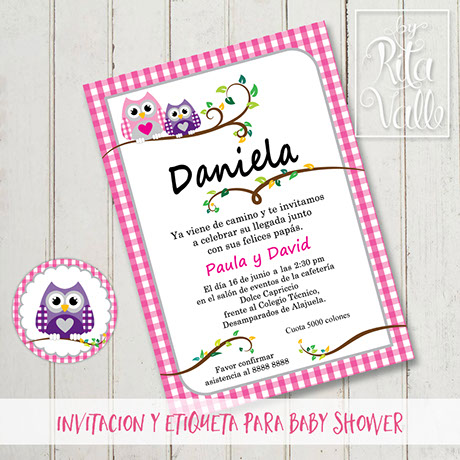 by
Rita
Valb
Daniela
Ya viene de camino y te invitamos
a celebrar su llegada junto
con sus felices papás.
Paula y David
El día 16 de junio a las 2:30 pm
en el salón de eventos de la cafetería
Dolce Capriccio
frente al Colegio Técnico,
Desamparados de Alajuela.
Cuota 5000 colones
Favor confirmar
asistencia al 8888 8888
INVITACION Y ETIQUETA PARA BABY SHOWER